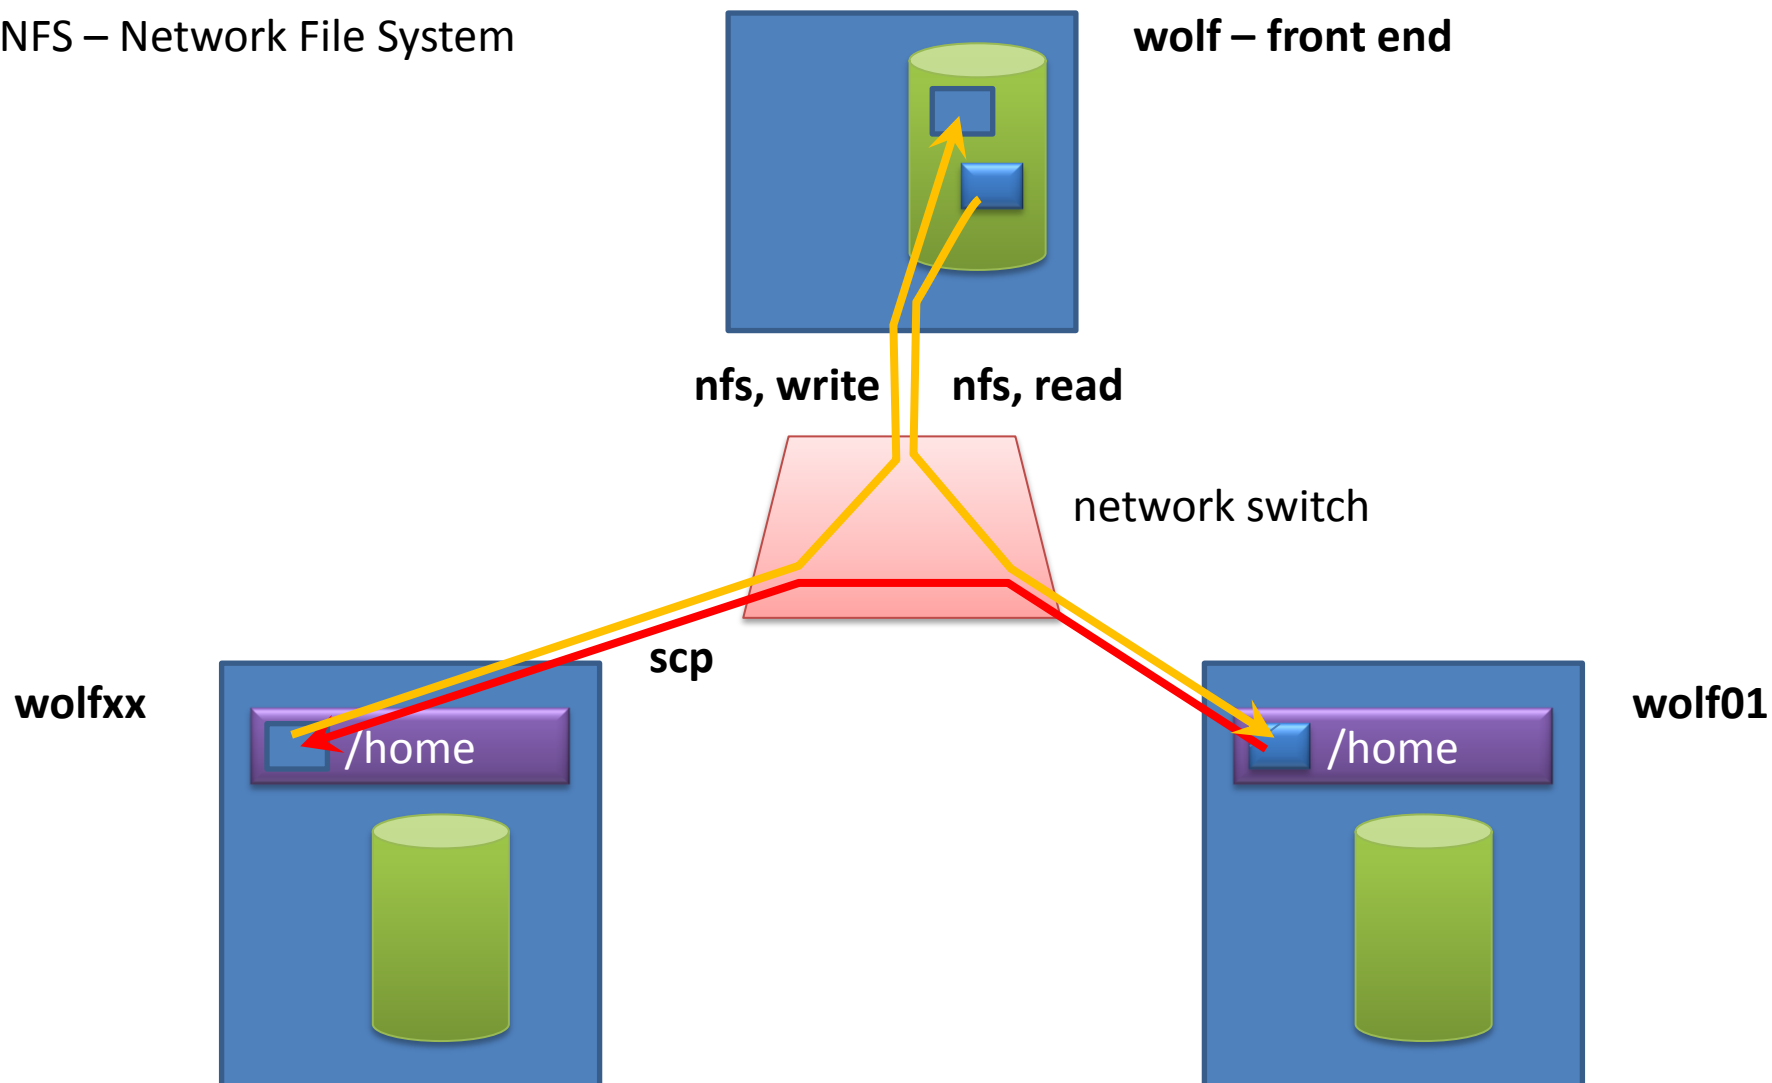 NFS – Network File System
wolf – front end
nfs, write
nfs, read
network switch
scp
wolfxx
/home
/home
wolf01